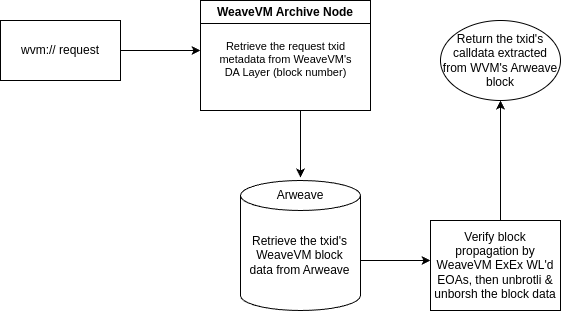 WeaveVM Archive Node
wvm:// request
Retrieve the request txid
metadata from WeaveVM's
DA Layer (block number)
Arweave
Retrieve the txid's
WeaveVM block
data from Arweave
Verify block
propagation by
WeaveVM ExEx WL'd
EOAs, then unbrotli &
unborsh the block data
Return the txid's
calldata extracted
from WVM's Arweave
block